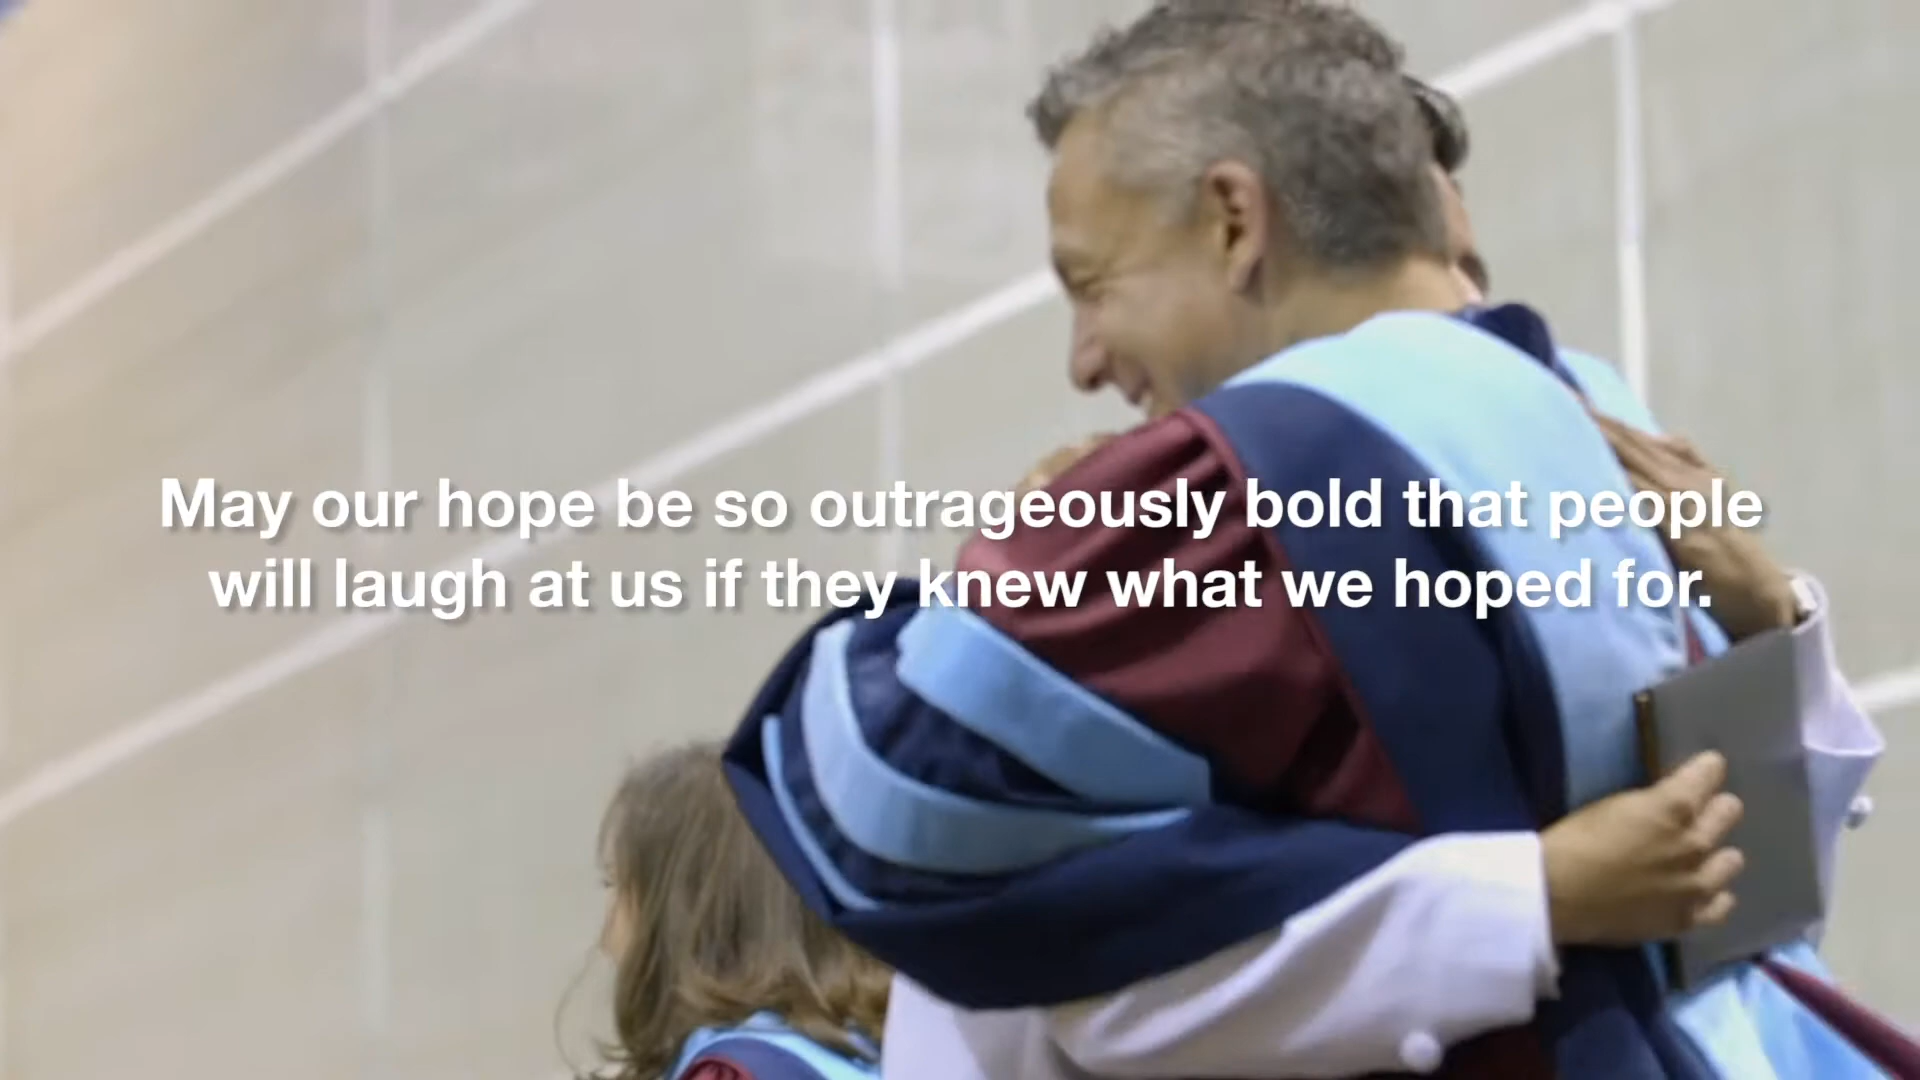 May our hope be so outrageously bold that people
will laugh at us if they knew what we hoped for.